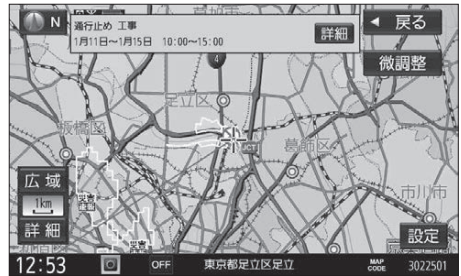 N
通行止め 工事
1月11日~1月15日 10:00~15:00
詳細
戻る
微調整
4
足立区
板橋区
JCT
葛飾区
広域
1km
詳細
市川市
設定
12:53
OFF
東京都足立区足立
MAP CODE
3022501